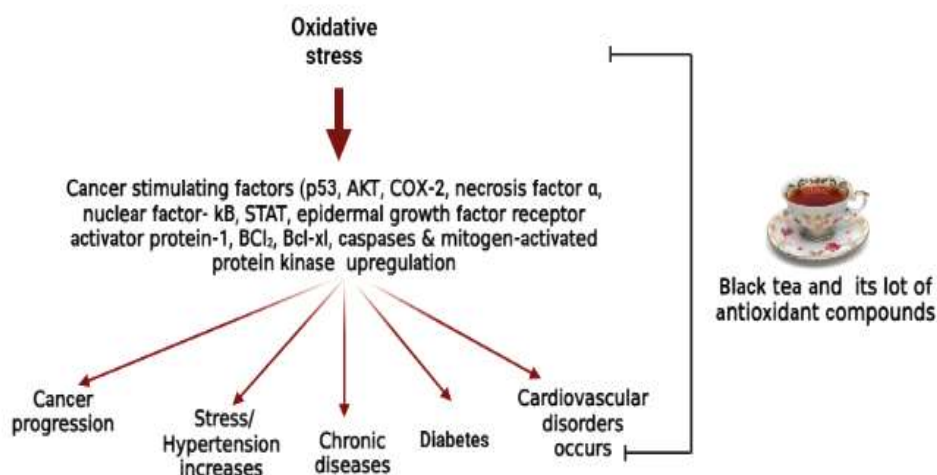 Oxidative
stress
Cancer stimulating factors (p53, AKT, COX-2, necrosis factor α,
nuclear factor- kB, STAT, epidermal growth factor receptor
activator protein-1, BCl₂, Bcl-xl, caspases & mitogen-activated
protein kinase upregulation
Black tea and its lot of
antioxidant compounds
Cancer
progression
Stress/
Hypertension
increases
Chronic
diseases
Diabetes
Cardiovascular
disorders
occurs